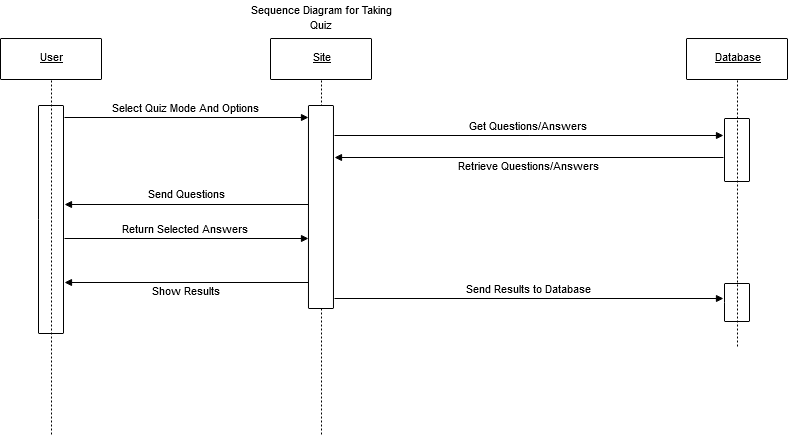 Sequence Diagram for Taking
Quiz
User
Site
Database
Select Quiz Mode And Options
Get Questions/Answers
Retrieve Questions/Answers
Send Questions
Return Selected Answers
Show Results
Send Results to Database